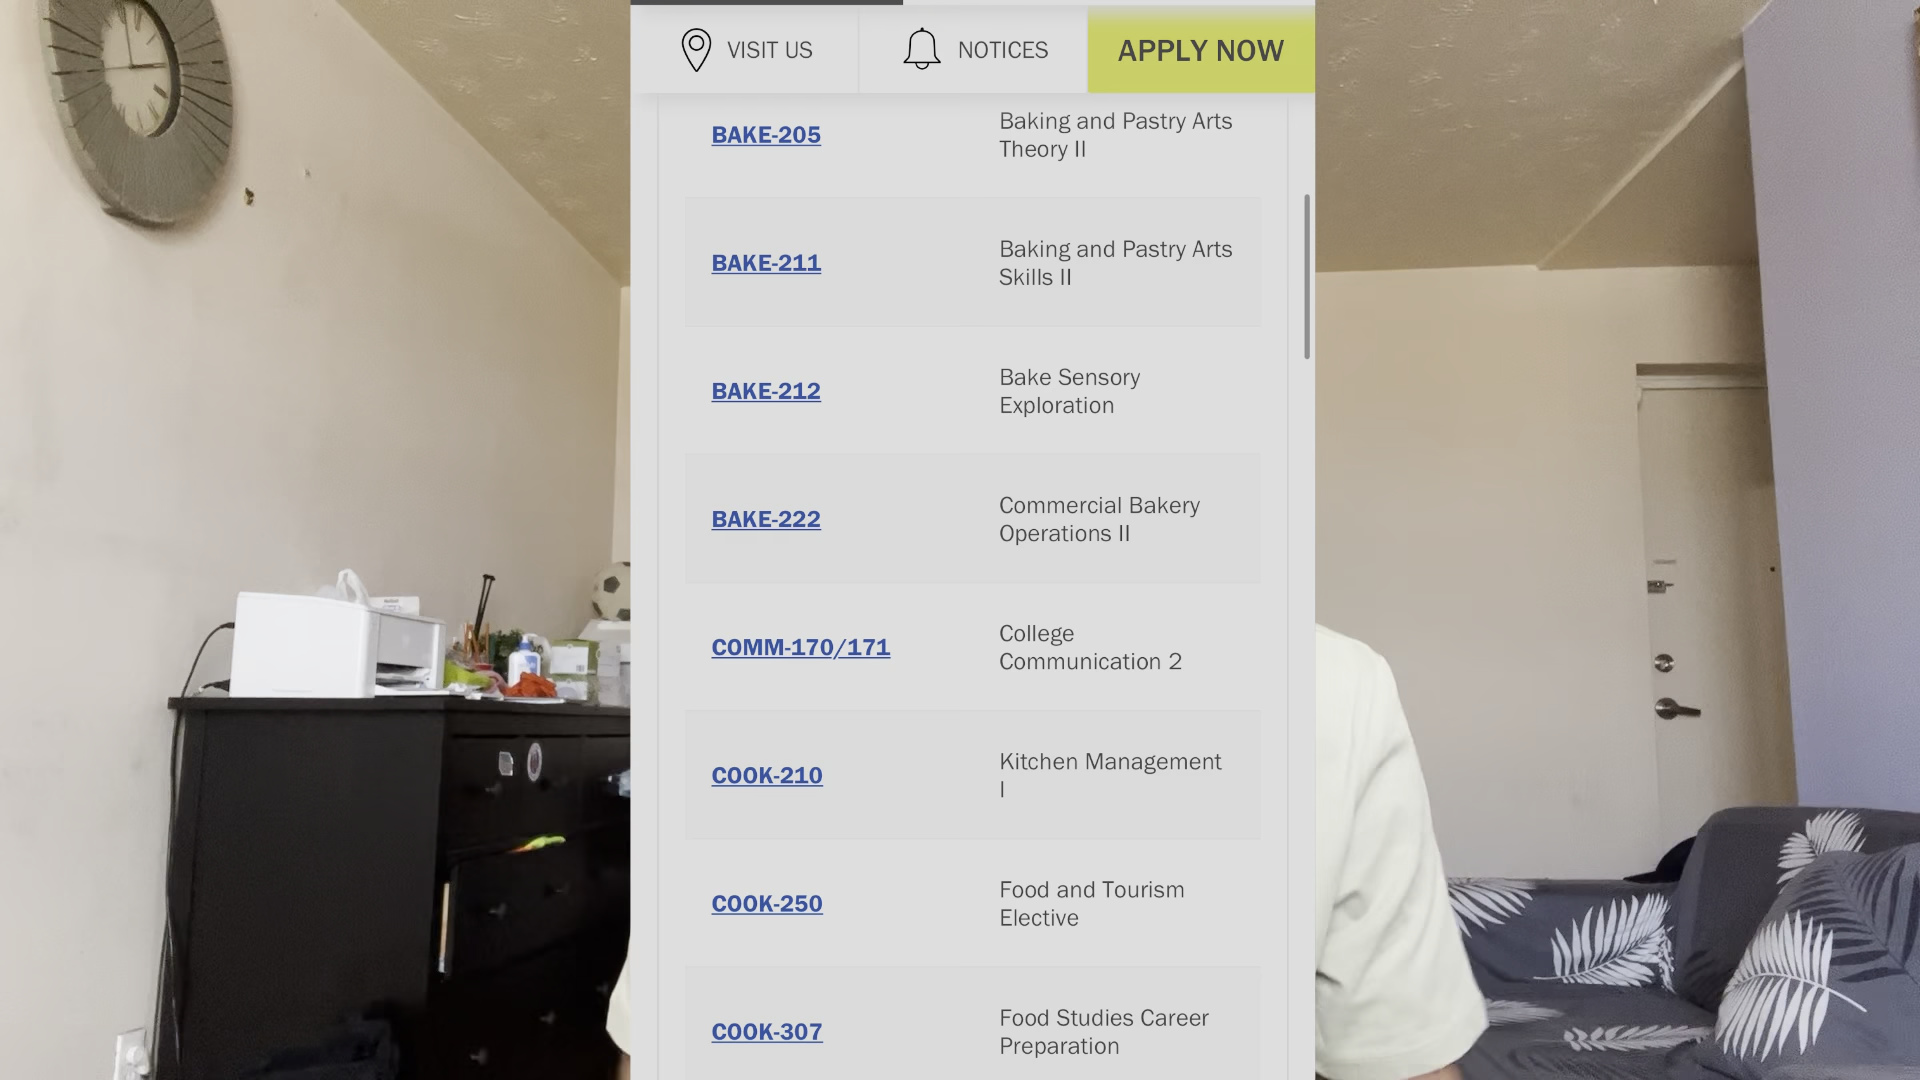 VISIT US
NOTICES
APPLY NOW
BAKE-205
Baking and Pastry Arts
Theory II
BAKE-211
Baking and Pastry Arts
Skills II
BAKE-212
Bake Sensory
Exploration
BAKE-222
Commercial Bakery
Operations II
COMM-170/171
College
Communication 2
COOK-210
Kitchen Management
I
COOK-250
Food and Tourism
Elective
COOK-307
Food Studies Career
Preparation